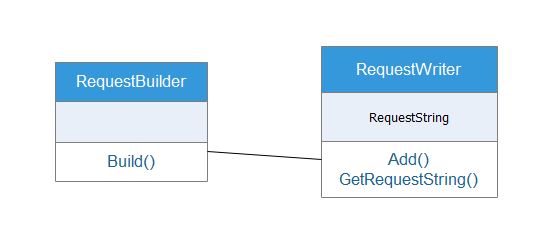 RequestBuilder
Build()
RequestWriter
RequestString
Add()
GetRequestString()